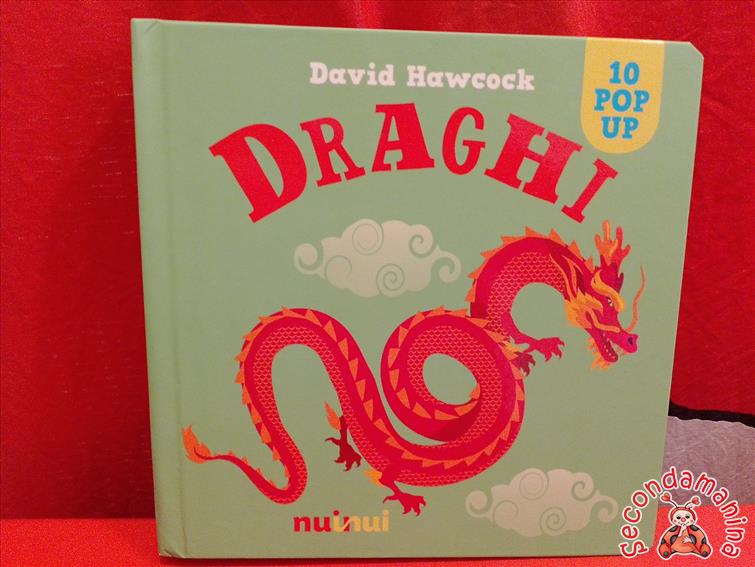 David Hawcock
10
POP
UP
DRAGHI
nuinui
secondamanina